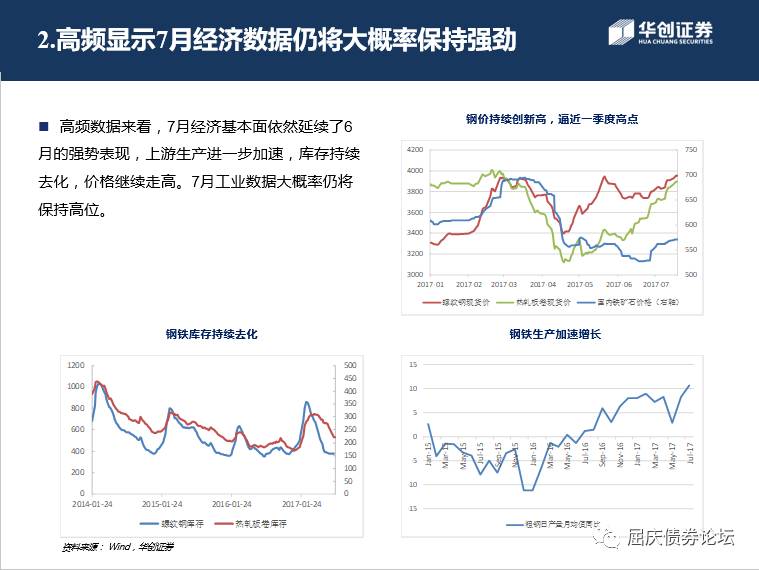 2.高频显示7月经济数据仍将大概率保持强劲
华创证券
HUA CHUANG SECURITIES
■ 高频数据来看，7月经济基本面依然延续了6
月的强势表现，上游生产进一步加速，库存持续
去化，价格继续走高。7月工业数据大概率仍将
保持高位。
钢价持续创新高，逼近一季度高点
4200 750
4000 700
3800 650
3600 600
3400
3200 550
3000 500
2017-01 2017-02 2017-03 2017-04 2017-05 2017-06 2017-07
螺纹钢现货价 热轧板卷现货价 国内铁矿石价格（右轴）
钢铁库存持续去化
1200 500
1000 450
800 400
600 350
400 300
200 250
0 200
150
100
50
0
2014-01-24 2015-01-24 2016-01-24 2017-01-24
螺纹钢库存 热轧板卷库存
钢铁生产加速增长
15
10
5
0
5
10
15
Jan-15 Mar-15 May-15 Jul-15 Sep-15 Nov-15 Jan-16 Mar-16 May-16 Jul-16 Sep-16 Nov-16 Jan-17 Mar-17 May-17 Jul-17
粗钢日产量月均值同比
资料来源： Wind，华创证券
屈庆债券论坛